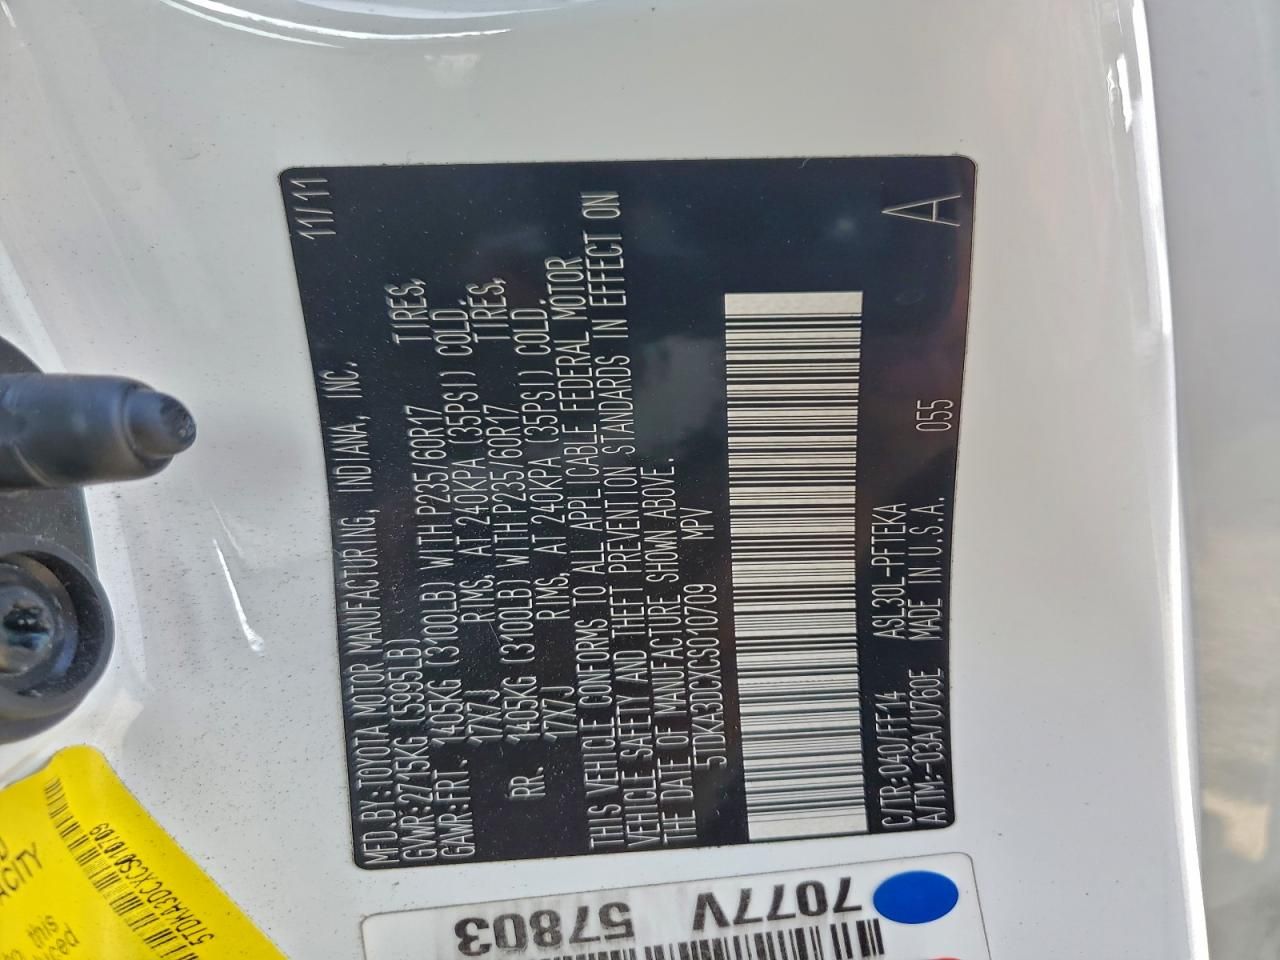 11/11
MFD.BY:TOYOTA MOTOR MANUFACTURING, INDIANA, INC.
GVWR:2715KG (5995LB)
GAWR:FRT. 1405KG (3100LB) WITH P235/60R17 TIRES,
17X7J RIMS, AT 240KPA (35PSI) COLD.
RR. 1405KG (3100LB) WITH P235/60R17 TIRES,
17X7J RIMS, AT 240KPA (35PSI) COLD.
THIS VEHICLE CONFORMS TO ALL APPLICABLE FEDERAL MOTOR
VEHICLE SAFETY AND THEFT PREVENTION STANDARDS IN EFFECT ON
THE DATE OF MANUFACTURE SHOWN ABOVE.
5TDKA3DCXCS010709 MPV
C/TR:040/FF14 ASL30L-PFTEKA
A/TM:-03A/U760E MADE IN U.S.A. 055 A
7077V
57803
5TDKA3DCXCS010709
ACITY
this